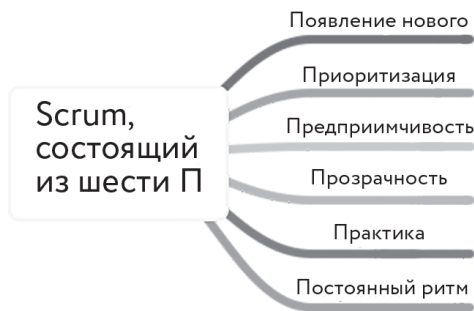 Scrum,
состоящий
из шести П
Появление нового
Приоритизация
Предприимчивость
Прозрачность
Практика
Постоянный ритм